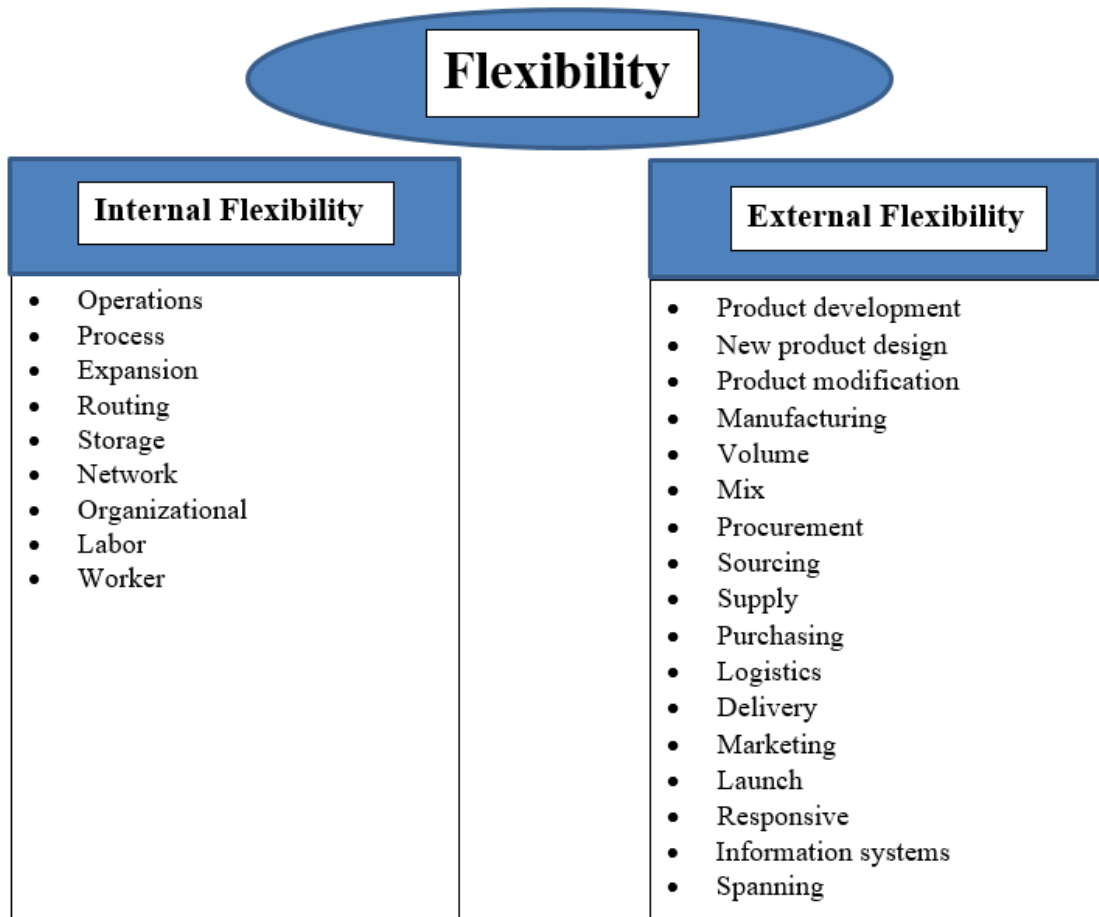 Flexibility
Internal Flexibility
• Operations
• Process
• Expansion
• Routing
• Storage
• Network
• Organizational
• Labor
• Worker
External Flexibility
• Product development
• New product design
• Product modification
• Manufacturing
• Volume
• Mix
• Procurement
• Sourcing
• Supply
• Purchasing
• Logistics
• Delivery
• Marketing
• Launch
• Responsive
• Information systems
• Spanning